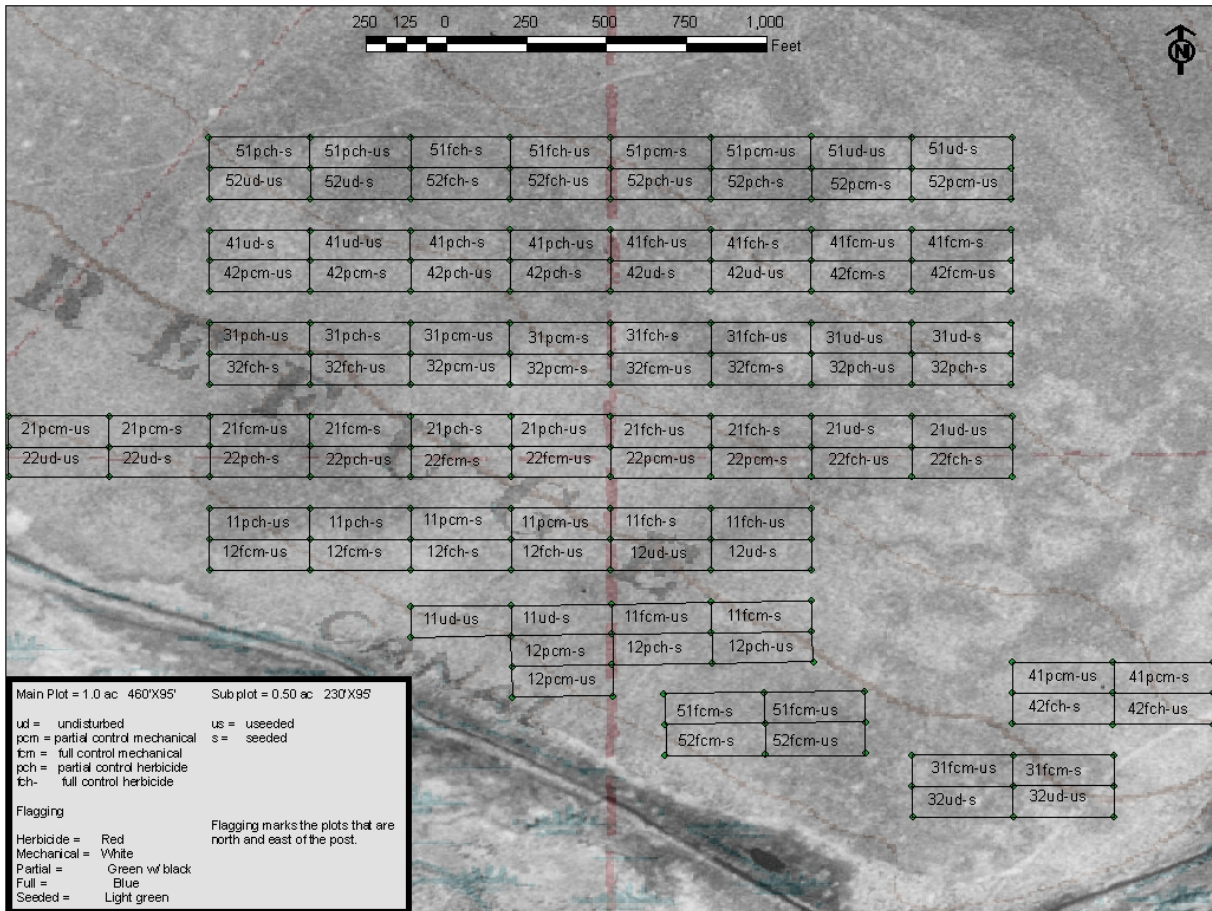 250 125 0 250 500 750 1,000
Feet
N
51pch-s 51pch-us 51fch-s 51fch-us 51pcm-s 51pcm-us 51ud-us 51ud-s
52ud-us 52ud-s 52fch-s 52fch-us 52pch-us 52pch-s 52pcm-s 52pcm-us
41ud-s 41ud-us 41pch-s 41pch-us 41fch-us 41fch-s 41fcm-us 41fcm-s
42pcm-us 42pcm-s 42pch-us 42pch-s 42ud-s 42ud-us 42fcm-s 42fcm-us
31pch-us 31pch-s 31pcm-us 31pcm-s 31fch-s 31fch-us 31ud-us 31ud-s
32fch-s 32fch-us 32pcm-us 32pcm-s 32fcm-us 32fcm-s 32pch-us 32pch-s
21pcm-us 21pcm-s 21fcm-us 21fcm-s 21pch-s 21pch-us 21fch-us 21fch-s 21ud-s 21ud-us
22ud-us 22ud-s 22pch-s 22pch-us 22fcm-s 22fcm-us 22pcm-us 22pcm-s 22fch-us 22fch-s
11pch-us 11pch-s 11pcm-s 11pcm-us 11fch-s 11fch-us
12fcm-us 12fcm-s 12fch-s 12fch-us 12ud-us 12ud-s
11ud-us 11ud-s 11fcm-us 11fcm-s
12pcm-s 12pch-s 12pch-us
12pcm-us
41pcm-us 41pcm-s
42fch-s 42fch-us
51fcm-s 51fcm-us
52fcm-s 52fcm-us
31fcm-us 31fcm-s
32ud-s 32ud-us
Main Plot = 1.0 ac 460'X95' Subplot = 0.50 ac 230'X95'
ud = undisturbed us = useeded
pcm = partial control mechanical s = seeded
fcm = full control mechanical
pch = partial control herbicide
fch- full control herbicide
Flagging
Flagging marks the plots that are
north and east of the post.
Herbicide = Red
Mechanical = White
Partial = Green w/ black
Full = Blue
Seeded = Light green